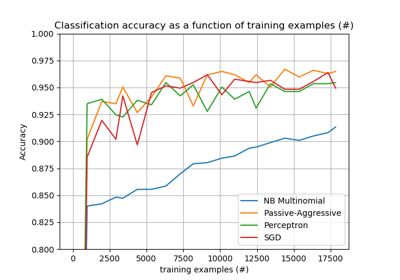 Classification accuracy as a function of training examples (#)
1.000
0.975
0.950
0.925
0.900
0.875
0.850
0.825
0.800
Accuracy
NB Multinomial
Passive-Aggressive
Perceptron
SGD
0 2500 5000 7500 10000 12500 15000 17500
training examples (#)